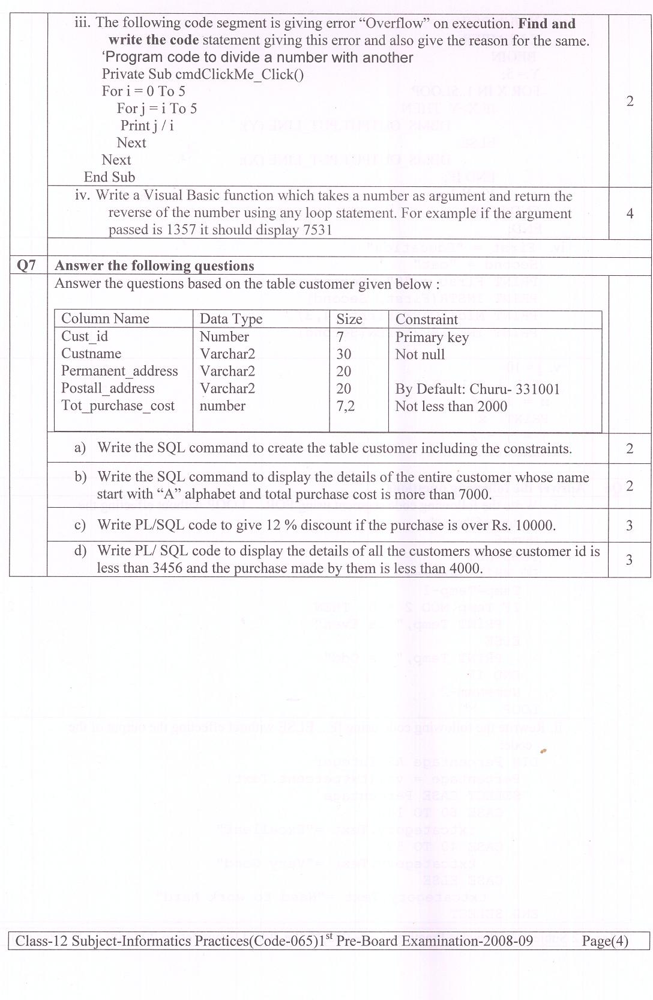 iii. The following code segment is giving error “Overflow” on execution. Find and
write the code statement giving this error and also give the reason for the same.
‘Program code to divide a number with another
Private Sub cmdClickMe_Click()
For i = 0 To 5
For j = i To 5
Print j / i
Next
Next
End Sub
2
iv. Write a Visual Basic function which takes a number as argument and return the
reverse of the number using any loop statement. For example if the argument
passed is 1357 it should display 7531
4
Q7 Answer the following questions
Answer the questions based on the table customer given below :
Column Name Data Type Size Constraint
Cust_id Number 7 Primary key
Custname Varchar2 30 Not null
Permanent_address Varchar2 20
Postall_address Varchar2 20 By Default: Churu- 331001
Tot_purchase_cost number 7,2 Not less than 2000
a) Write the SQL command to create the table customer including the constraints. 2
b) Write the SQL command to display the details of the entire customer whose name
start with “A” alphabet and total purchase cost is more than 7000.
2
c) Write PL/SQL code to give 12 % discount if the purchase is over Rs. 10000. 3
d) Write PL/ SQL code to display the details of all the customers whose customer id is
less than 3456 and the purchase made by them is less than 4000.
3
Class-12 Subject-Informatics Practices(Code-065)1st Pre-Board Examination-2008-09 Page(4)